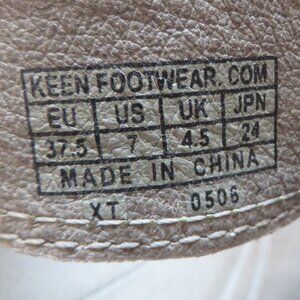 KEEN FOOTWEAR.COM
EU US UK JPN
37.5 7 4.5 24
MADE IN CHINA
XT 0506